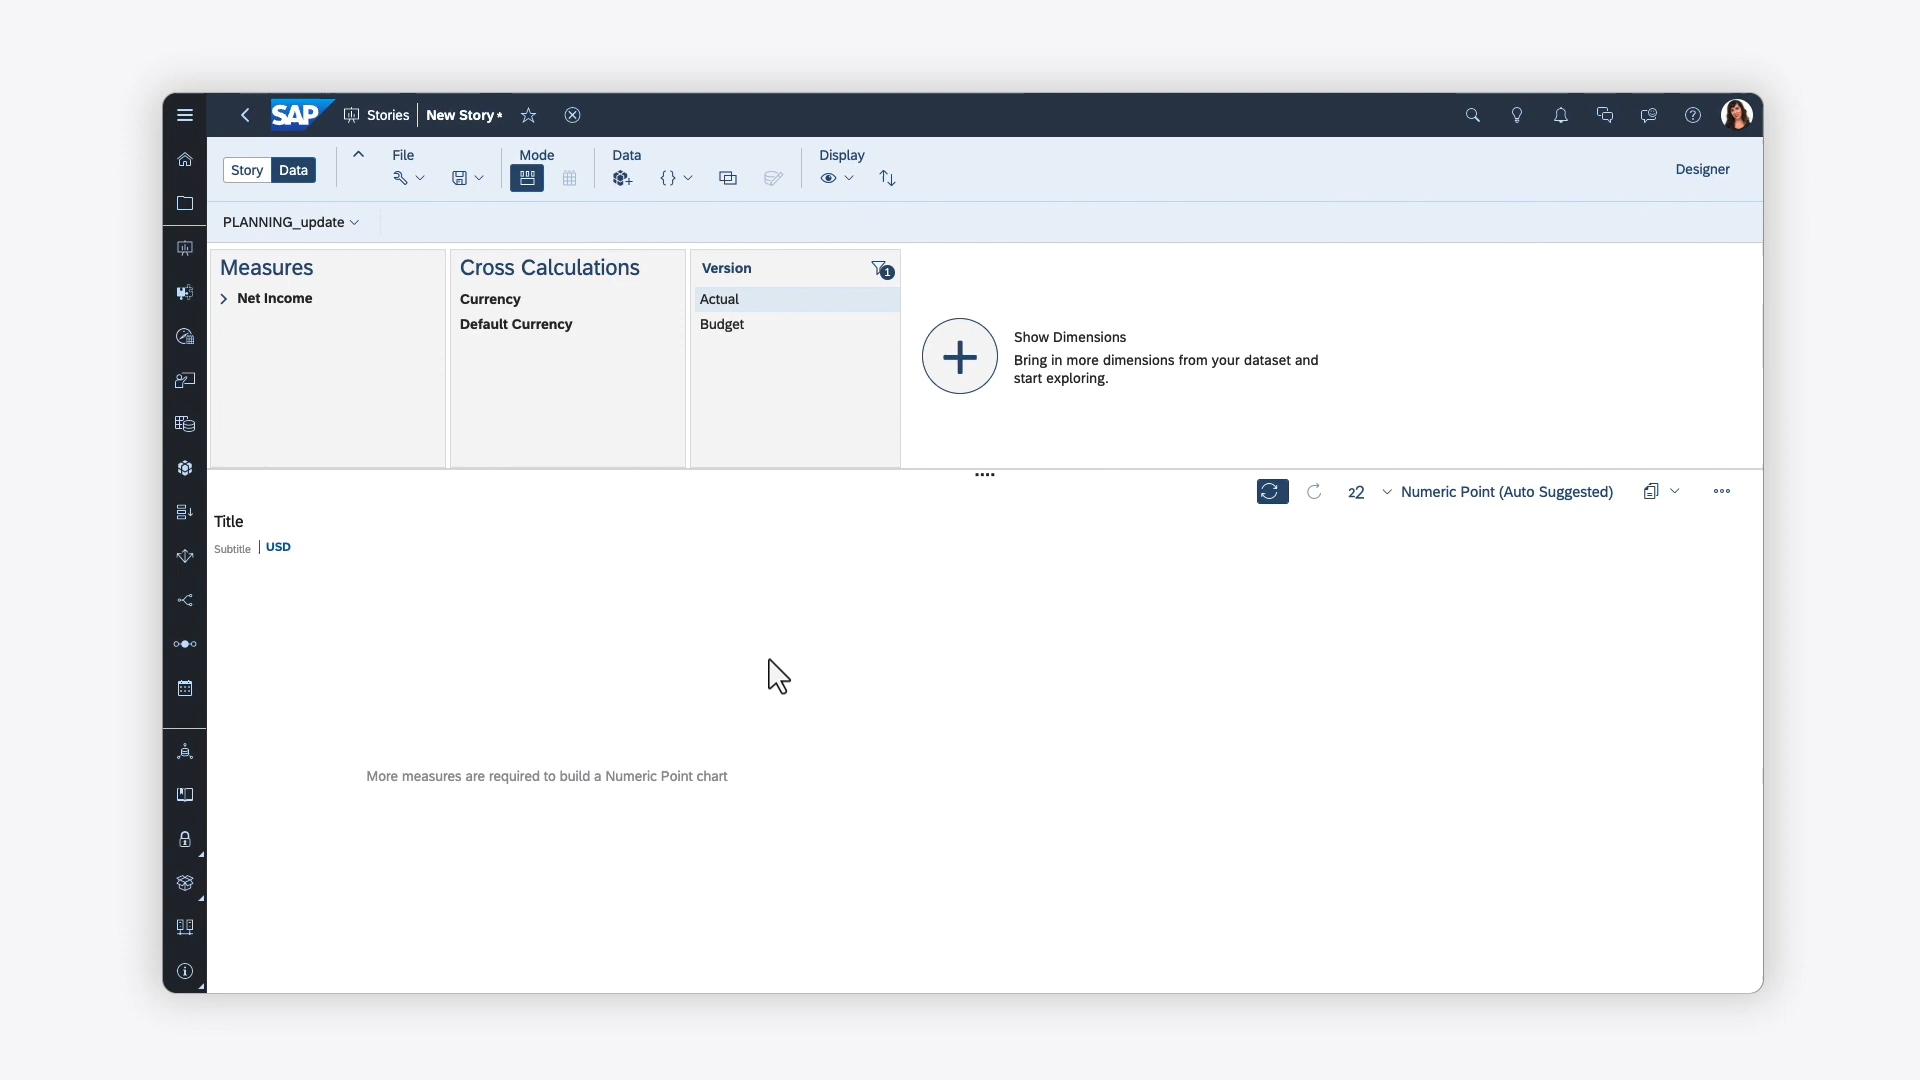 SAP Stories New Story*
Story Data
File Mode Data Display
Designer
PLANNING_update
Measures
Net Income
Cross Calculations
Currency
Default Currency
Version
1
Actual
Budget
Show Dimensions
Bring in more dimensions from your dataset and
start exploring.
22 Numeric Point (Auto Suggested)
Title
Subtitle USD
More measures are required to build a Numeric Point chart